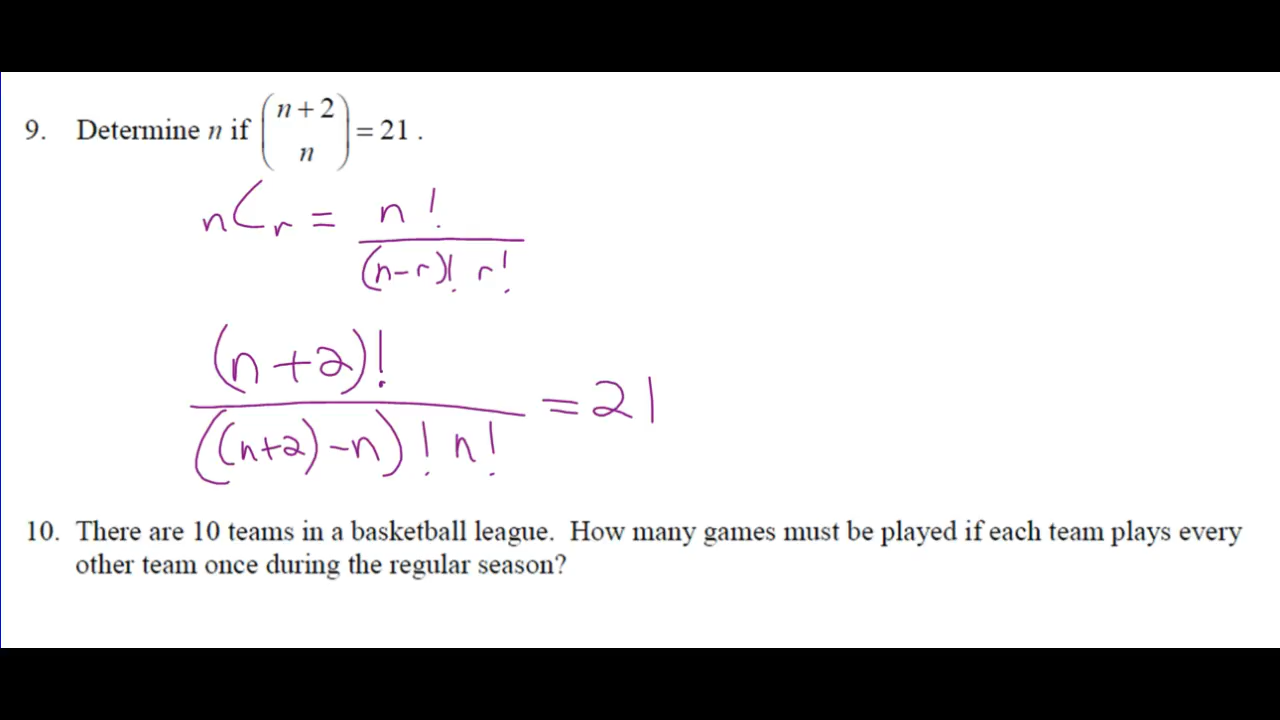 9. Determine n if (n + 2
n) = 21 .
nCr = n!
(n-r)! r!
(n+2)!
((n+2)-n)! n! = 21
10. There are 10 teams in a basketball league. How many games must be played if each team plays every
other team once during the regular season?